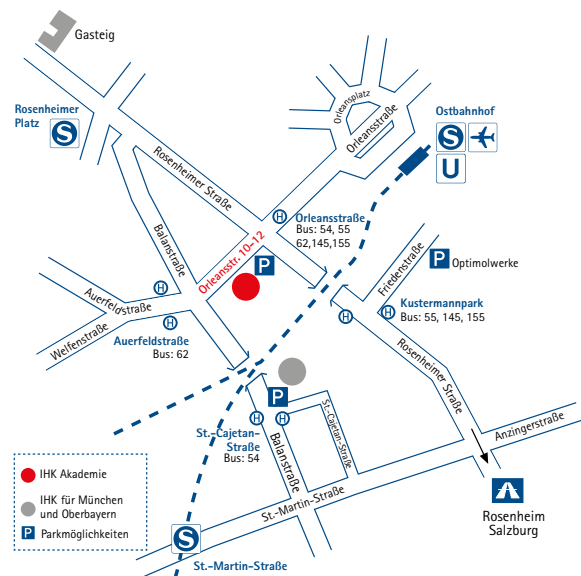 Gasteig
Rosenheimer
Platz
S
Orleansplatz
Orleansstraße
Ostbahnhof
S
U
Rosenheimer Straße
H
Orleansstraße
Bus: 54, 55
62,145,155
Balanstraße
Orleansstr. 10–12
P
Friedenstraße
P
Optimolwerke
H
Auerfeldstraße
H
Welfenstraße
Auerfeldstraße
Bus: 62
H
H
Kustermannpark
Bus: 55, 145, 155
Rosenheimer Straße
P
H
H
St.-Cajetan-
Straße
Bus: 54
Balanstraße
St.-Cajetan-Straße
Anzingerstraße
St.-Martin-Straße
IHK Akademie
IHK für München
und Oberbayern
P Parkmöglichkeiten
Rosenheim
Salzburg
S
St.-Martin-Straße